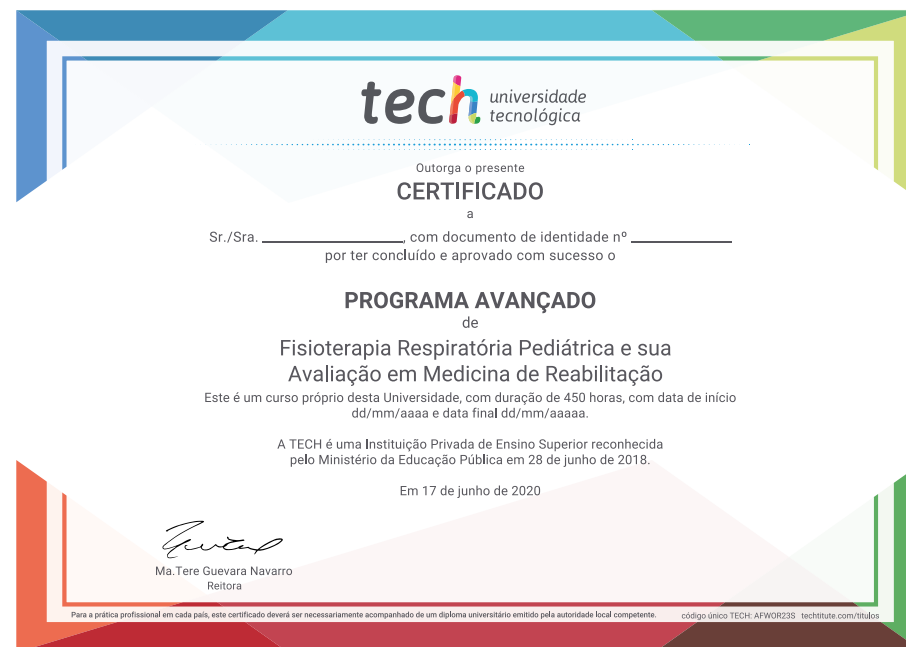 tech universidade
tecnológica
Outorga o presente
CERTIFICADO
a
Sr./Sra. ____________________, com documento de identidade nº ______________
por ter concluído e aprovado com sucesso o
PROGRAMA AVANÇADO
de
Fisioterapia Respiratória Pediátrica e sua
Avaliação em Medicina de Reabilitação
Este é um curso próprio desta Universidade, com duração de 450 horas, com data de início
dd/mm/aaaa e data final dd/mm/aaaaa.
A TECH é uma Instituição Privada de Ensino Superior reconhecida
pelo Ministério da Educação Pública em 28 de junho de 2018.
Em 17 de junho de 2020
Ma.Tere Guevara Navarro
Reitora
Para a prática profissional em cada país, este certificado deverá ser necessariamente acompanhado de um diploma universitário emitido pela autoridade local competente. código único TECH: AFWOR23S techtitute.com/titulos